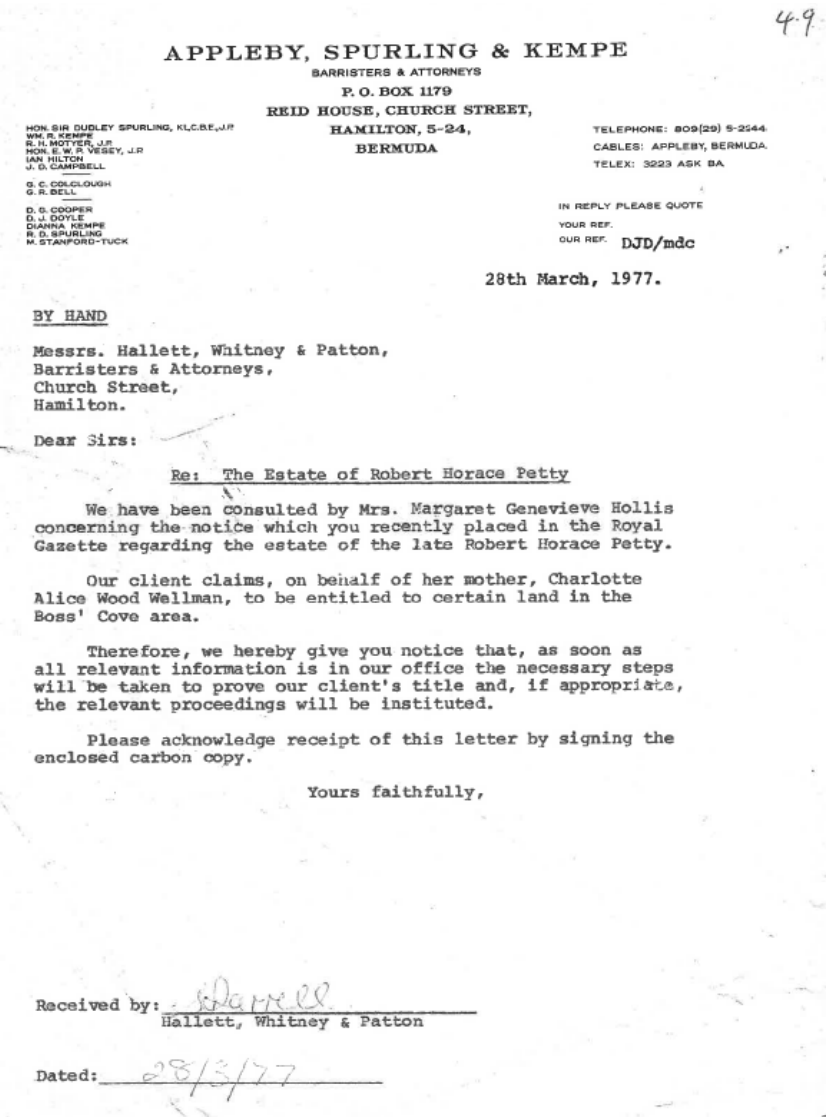 49
APPLEBY, SPURLING & KEMPE
BARRISTERS & ATTORNEYS
P. O. BOX 1179
REID HOUSE, CHURCH STREET,
HAMILTON, 5-24,
BERMUDA
HON. SIR DUDLEY SPURLING, Kt.,C.B.E.,J.P.
WM. R. KEMPE
R. H. MOTYER, J.P.
HON. E. W. P. VESEY, J.P.
IAN HILTON
J. D. CAMPBELL
G. C. COLCLOUGH
G. R. BELL
D. G. COOPER
D. J. DOYLE
DIANNA KEMPE
R. D. SPURLING
M. STANFORD-TUCK
TELEPHONE: 809(29) 5-2244
CABLES: APPLEBY, BERMUDA.
TELEX: 3223 ASK BA
IN REPLY PLEASE QUOTE
YOUR REF.
OUR REF. DJD/mdc
28th March, 1977.
BY HAND
Messrs. Hallett, Whitney & Patton,
Barristers & Attorneys,
Church Street,
Hamilton.
Dear Sirs:
Re: The Estate of Robert Horace Petty
We have been consulted by Mrs. Margaret Genevieve Hollis
concerning the notice which you recently placed in the Royal
Gazette regarding the estate of the late Robert Horace Petty.
Our client claims, on behalf of her mother, Charlotte
Alice Wood Wellman, to be entitled to certain land in the
Boss' Cove area.
Therefore, we hereby give you notice that, as soon as
all relevant information is in our office the necessary steps
will be taken to prove our client's title and, if appropriate,
the relevant proceedings will be instituted.
Please acknowledge receipt of this letter by signing the
enclosed carbon copy.
Yours faithfully,
Received by:
Hallett, Whitney & Patton
Dated: 28/3/77